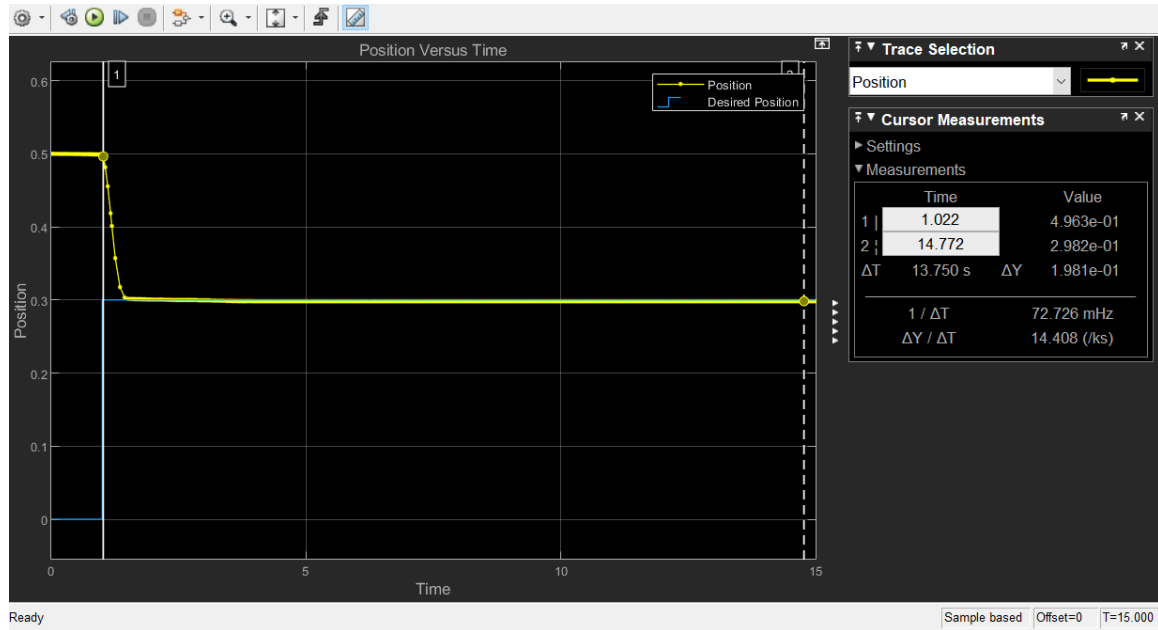 Position Versus Time
1
2
Position
Desired Position
0.6
0.5
0.4
0.3
0.2
0.1
0
Position
0
5
10
15
Time
Trace Selection
Position
Cursor Measurements
Settings
Measurements
Time Value
1 | 1.022 4.963e-01
2 ¦ 14.772 2.982e-01
ΔT 13.750 s ΔY 1.981e-01
1 / ΔT 72.726 mHz
ΔY / ΔT 14.408 (/ks)
Ready
Sample based Offset=0 T=15.000